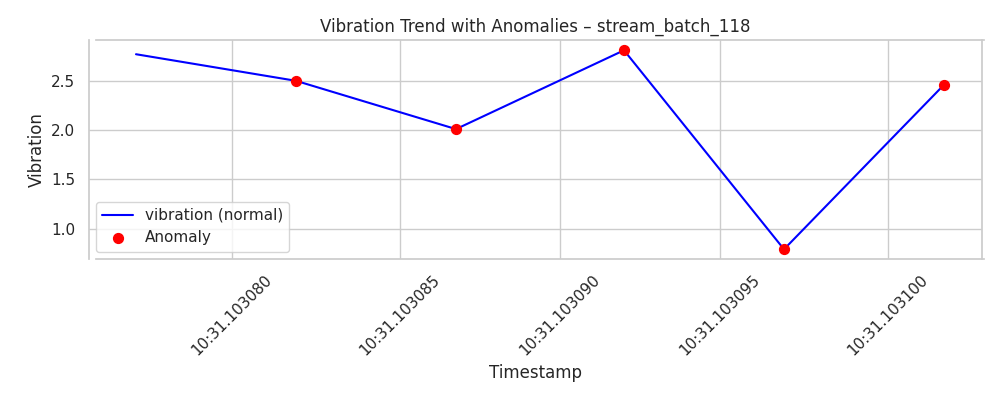 Vibration Trend with Anomalies – stream_batch_118
Vibration
2.5
2.0
1.5
1.0
vibration (normal)
Anomaly
10:31.103080
10:31.103085
10:31.103090
10:31.103095
10:31.103100
Timestamp